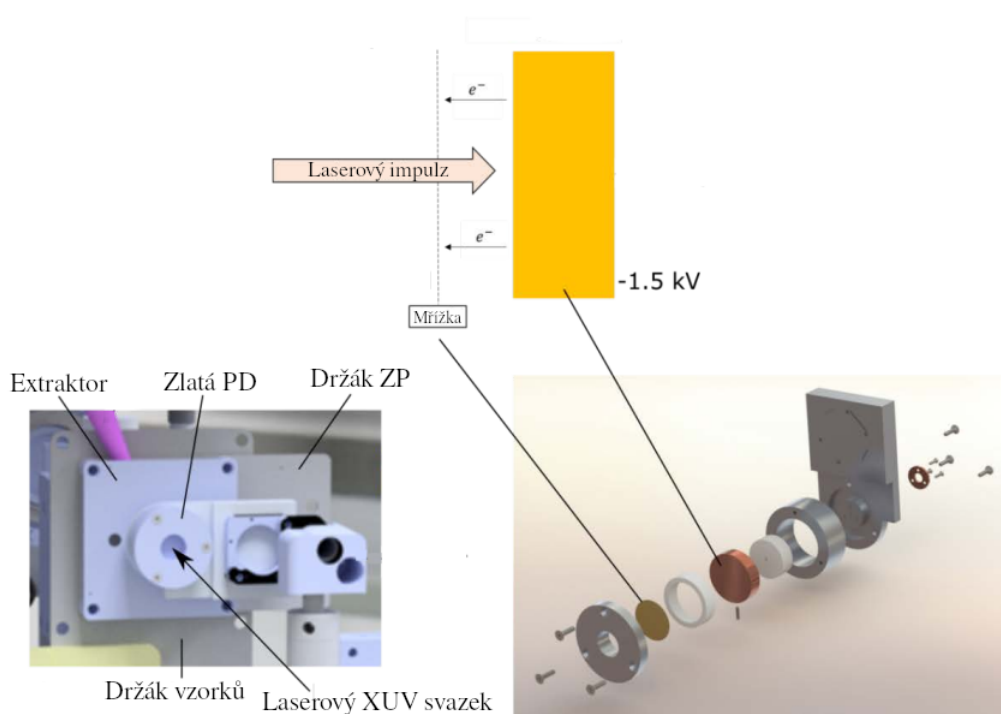 e⁻
Laserový impulz
e⁻
-1.5 kV
Mřížka
Extraktor
Zlatá PD
Držák ZP
Držák vzorků
Laserový XUV svazek